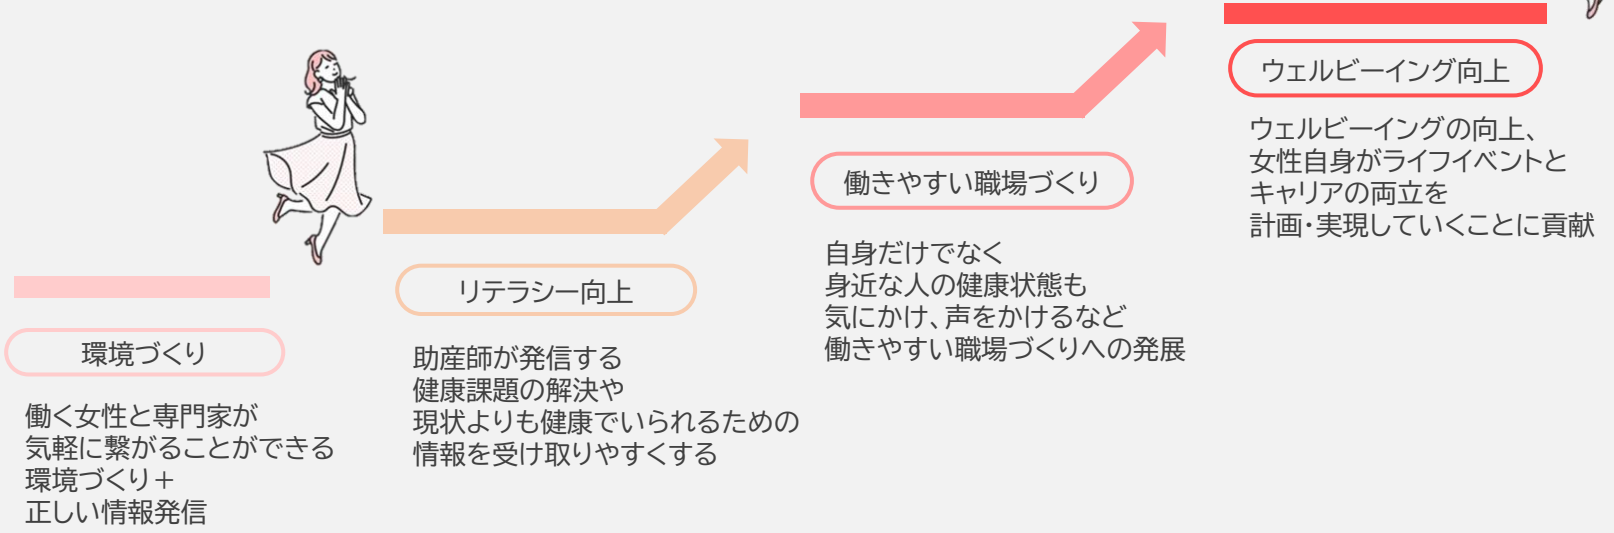 環境づくり
働く女性と専門家が
気軽に繋がることができる
環境づくり＋
正しい情報発信
リテラシー向上
助産師が発信する
健康課題の解決や
現状よりも健康でいられるための
情報を受け取りやすくする
働きやすい職場づくり
自身だけでなく
身近な人の健康状態も
気にかけ、声をかけるなど
働きやすい職場づくりへの発展
ウェルビーイング向上
ウェルビーイングの向上、
女性自身がライフイベントと
キャリアの両立を
計画・実現していくことに貢献